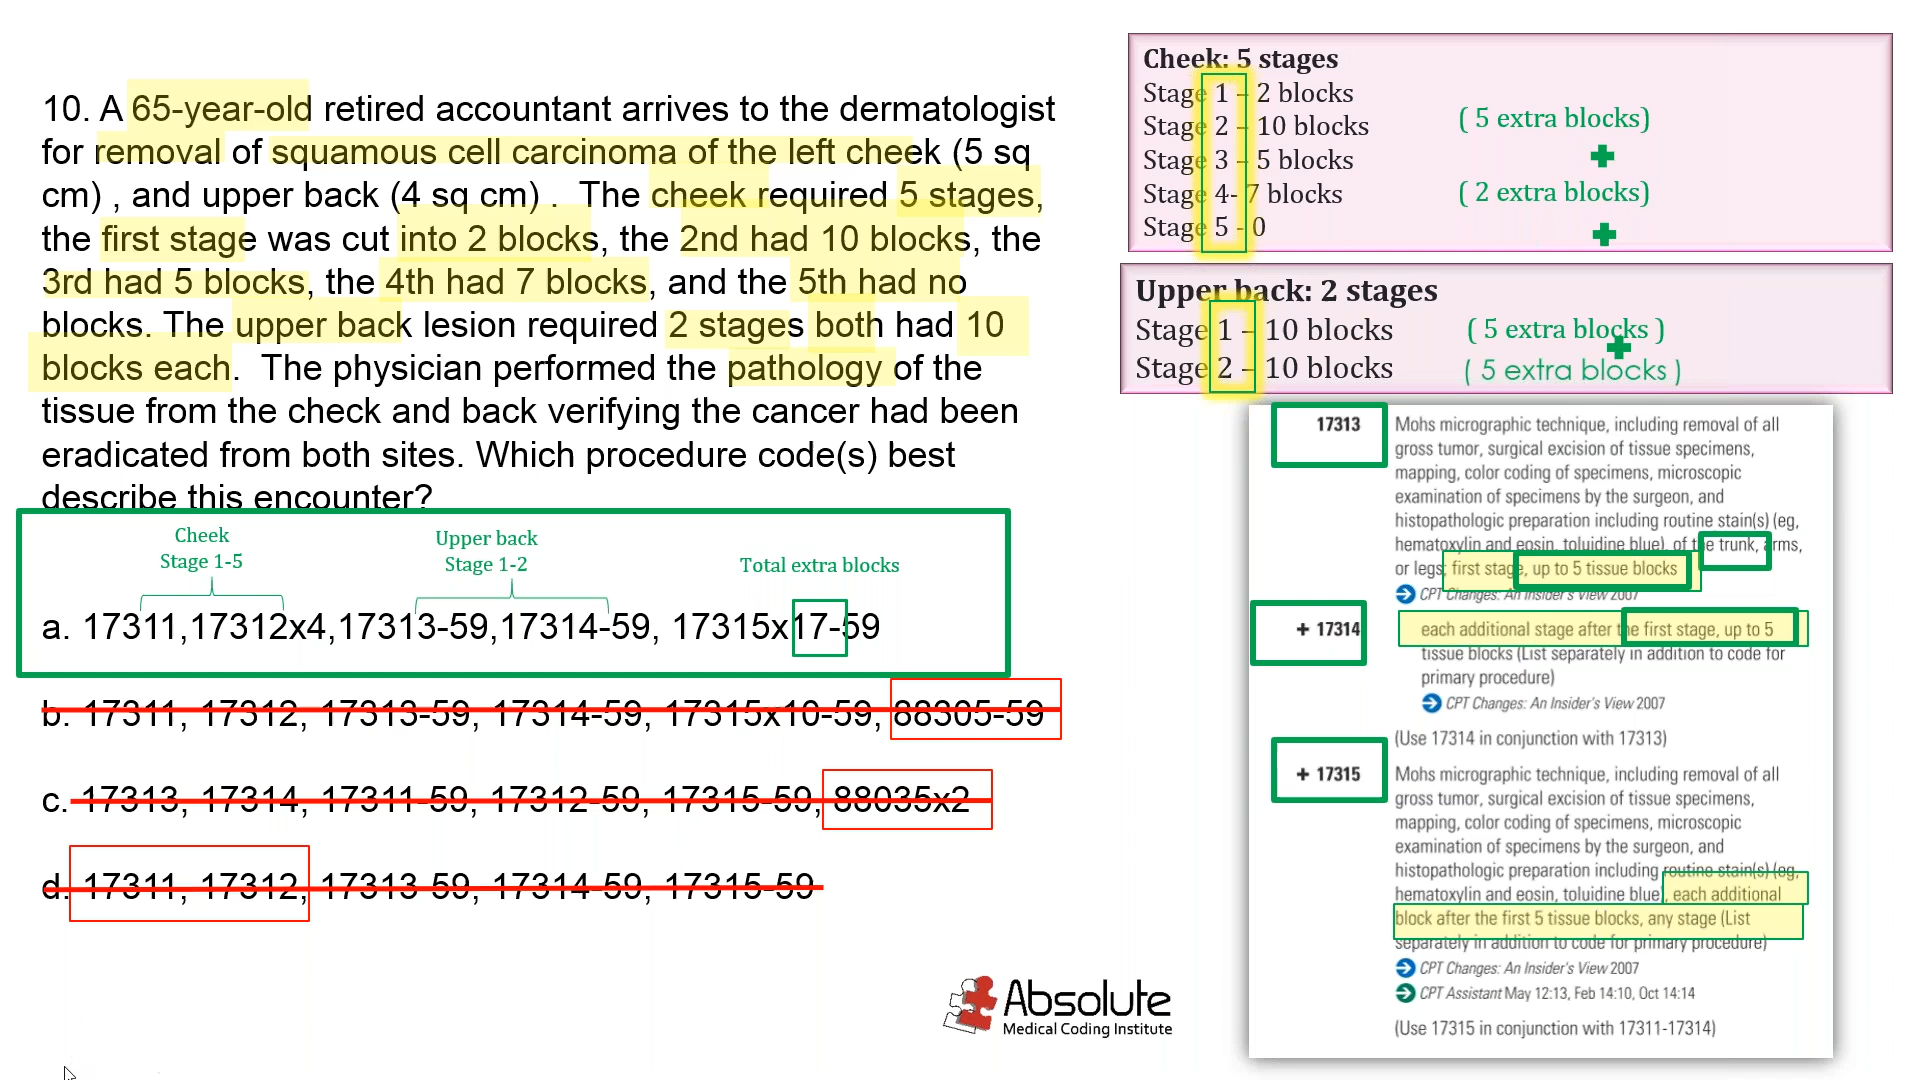 10. A 65-year-old retired accountant arrives to the dermatologist
for removal of squamous cell carcinoma of the left cheek (5 sq
cm) , and upper back (4 sq cm) .  The cheek required 5 stages,
the first stage was cut into 2 blocks, the 2nd had 10 blocks, the
3rd had 5 blocks, the 4th had 7 blocks, and the 5th had no
blocks. The upper back lesion required 2 stages both had 10
blocks each.  The physician performed the pathology of the
tissue from the check and back verifying the cancer had been
eradicated from both sites. Which procedure code(s) best
describe this encounter?
Cheek
Stage 1-5
Upper back
Stage 1-2
Total extra blocks
a. 17311,17312x4,17313-59,17314-59, 17315x17-59
b. 17311, 17312, 17313-59, 17314-59, 17315x10-59, 88305-59
c. 17313, 17314, 17311-59, 17312-59, 17315-59, 88035x2
d. 17311, 17312, 17313-59, 17314-59, 17315-59
Cheek: 5 stages
Stage 1 – 2 blocks
Stage 2 – 10 blocks ( 5 extra blocks)
Stage 3 – 5 blocks
Stage 4- 7 blocks ( 2 extra blocks)
Stage 5 - 0
Upper back: 2 stages
Stage 1 – 10 blocks ( 5 extra blocks )
Stage 2 – 10 blocks ( 5 extra blocks )
17313 Mohs micrographic technique, including removal of all
gross tumor, surgical excision of tissue specimens,
mapping, color coding of specimens, microscopic
examination of specimens by the surgeon, and
histopathologic preparation including routine stain(s) (eg,
hematoxylin and eosin, toluidine blue), of the trunk, arms,
or legs; first stage, up to 5 tissue blocks
CPT Changes: An Insider's View 2007
+ 17314 each additional stage after the first stage, up to 5
tissue blocks (List separately in addition to code for
primary procedure)
CPT Changes: An Insider's View 2007
(Use 17314 in conjunction with 17313)
+ 17315 Mohs micrographic technique, including removal of all
gross tumor, surgical excision of tissue specimens,
mapping, color coding of specimens, microscopic
examination of specimens by the surgeon, and
histopathologic preparation including routine stain(s) (eg,
hematoxylin and eosin, toluidine blue), each additional
block after the first 5 tissue blocks, any stage (List
separately in addition to code for primary procedure)
CPT Changes: An Insider's View 2007
CPT Assistant May 12:13, Feb 14:10, Oct 14:14
(Use 17315 in conjunction with 17311-17314)
Absolute
Medical Coding Institute